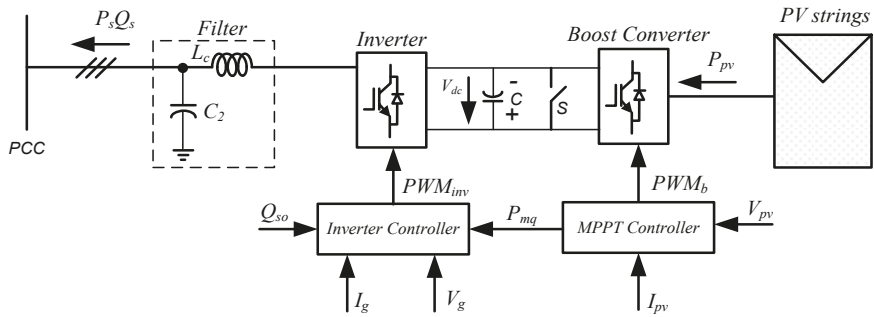 PsQs
Filter
Lc
C2
PCC
Inverter
Vdc
-
C
+
S
Boost Converter
Ppv
PV strings
PWMinv
PWMb
Qso
Inverter Controller
Pmq
MPPT Controller
Vpv
Ig
Vg
Ipv